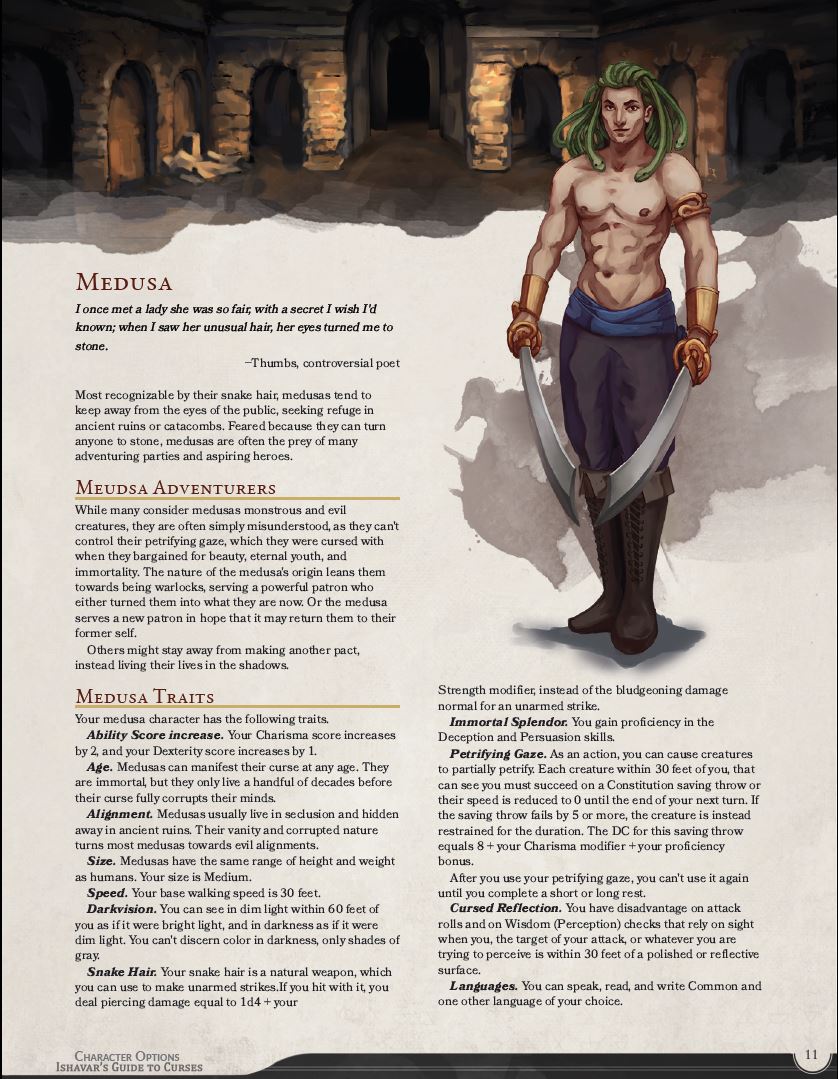 Medusa
I once met a lady she was so fair, with a secret I wish I'd
known; when I saw her unusual hair, her eyes turned me to
stone.
–Thumbs, controversial poet
Most recognizable by their snake hair, medusas tend to
keep away from the eyes of the public, seeking refuge in
ancient ruins or catacombs. Feared because they can turn
anyone to stone, medusas are often the prey of many
adventuring parties and aspiring heroes.
Meudsa Adventurers
While many consider medusas monstrous and evil
creatures, they are often simply misunderstood, as they can't
control their petrifying gaze, which they were cursed with
when they bargained for beauty, eternal youth, and
immortality. The nature of the medusa's origin leans them
towards being warlocks, serving a powerful patron who
either turned them into what they are now. Or the medusa
serves a new patron in hope that it may return them to their
former self.
Others might stay away from making another pact,
instead living their lives in the shadows.
Medusa Traits
Your medusa character has the following traits.
Ability Score increase. Your Charisma score increases
by 2, and your Dexterity score increases by 1.
Age. Medusas can manifest their curse at any age. They
are immortal, but they only live a handful of decades before
their curse fully corrupts their minds.
Alignment. Medusas usually live in seclusion and hidden
away in ancient ruins. Their vanity and corrupted nature
turns most medusas towards evil alignments.
Size. Medusas have the same range of height and weight
as humans. Your size is Medium.
Speed. Your base walking speed is 30 feet.
Darkvision. You can see in dim light within 60 feet of
you as if it were bright light, and in darkness as if it were
dim light. You can't discern color in darkness, only shades of
gray.
Snake Hair. Your snake hair is a natural weapon, which
you can use to make unarmed strikes.If you hit with it, you
deal piercing damage equal to 1d4 + your
Strength modifier, instead of the bludgeoning damage
normal for an unarmed strike.
Immortal Splendor. You gain proficiency in the
Deception and Persuasion skills.
Petrifying Gaze. As an action, you can cause creatures
to partially petrify. Each creature within 30 feet of you, that
can see you must succeed on a Constitution saving throw or
their speed is reduced to 0 until the end of your next turn. If
the saving throw fails by 5 or more, the creature is instead
restrained for the duration. The DC for this saving throw
equals 8 + your Charisma modifier + your proficiency
bonus.
After you use your petrifying gaze, you can't use it again
until you complete a short or long rest.
Cursed Reflection. You have disadvantage on attack
rolls and on Wisdom (Perception) checks that rely on sight
when you, the target of your attack, or whatever you are
trying to perceive is within 30 feet of a polished or reflective
surface.
Languages. You can speak, read, and write Common and
one other language of your choice.
Character Options
Ishavar's Guide to Curses
11